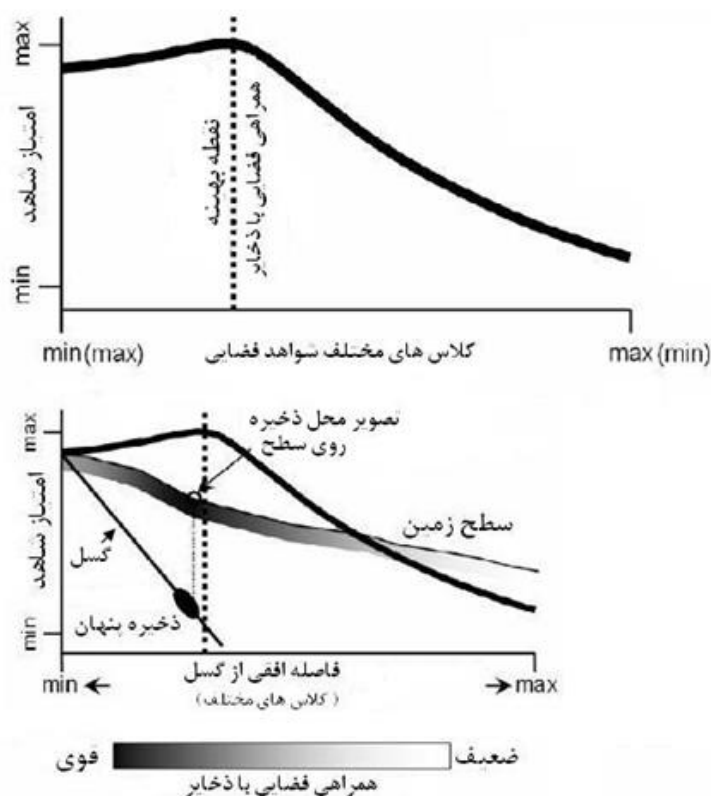 max
امتیاز شاهد
min
نقطه بهینه
همراهی فضایی با ذخایر
min(max)
کلاس های مختلف شواهد فضایی
max(min)
max
امتیاز شاهد
min
تصویر محل ذخیره
روی سطح
سطح زمین
گسل
ذخیره پنهان
min
فاصله افقی از گسل
(کلاس های مختلف)
max
قوی
ضعیف
همراهی فضایی با ذخایر